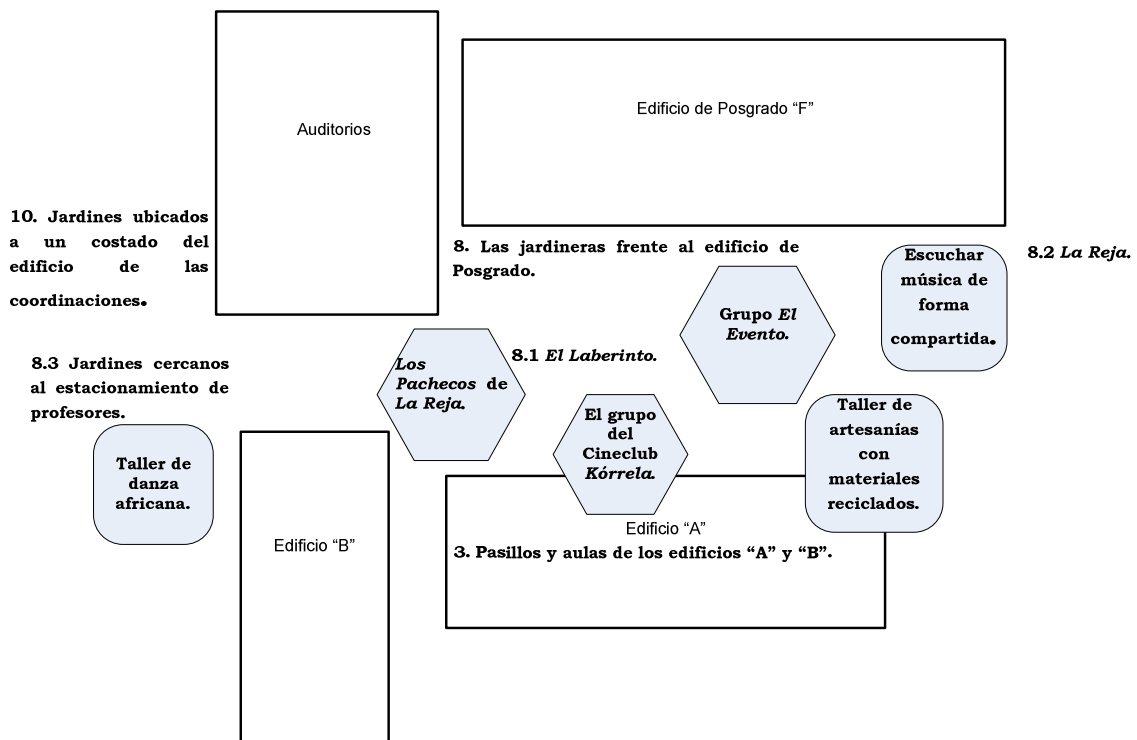 Auditorios
Edificio de Posgrado “F”
10. Jardines ubicados
a un costado del
edificio de las
coordinaciones.
8. Las jardineras frente al edificio de
Posgrado.
Escuchar
música de
forma
compartida.
8.2 La Reja.
Grupo El
Evento.
8.1 El Laberinto.
Los
Pachecos de
La Reja.
8.3 Jardines cercanos
al estacionamiento de
profesores.
El grupo
del
Cineclub
Kórrela.
Taller de
artesanías
con
materiales
reciclados.
Taller de
danza
africana.
Edificio “B”
Edificio “A”
3. Pasillos y aulas de los edificios “A” y “B”.